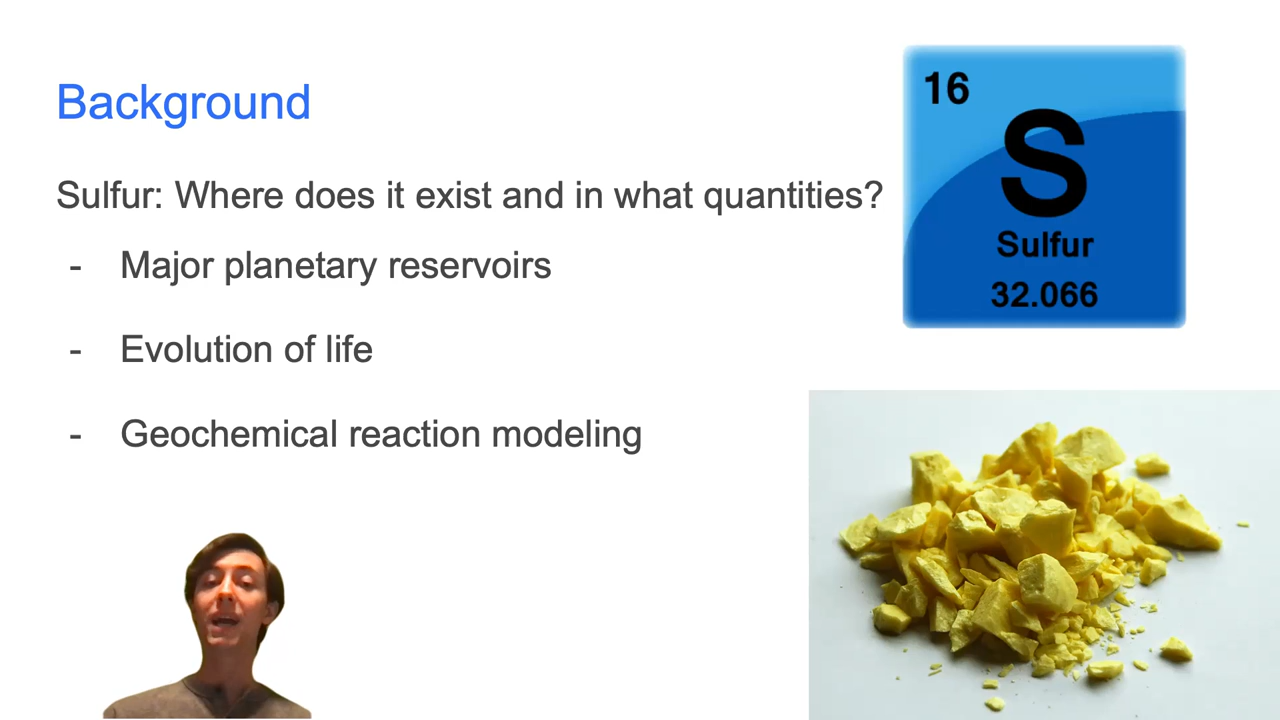 Background
Sulfur: Where does it exist and in what quantities?
- Major planetary reservoirs
- Evolution of life
- Geochemical reaction modeling
16
S
Sulfur
32.066